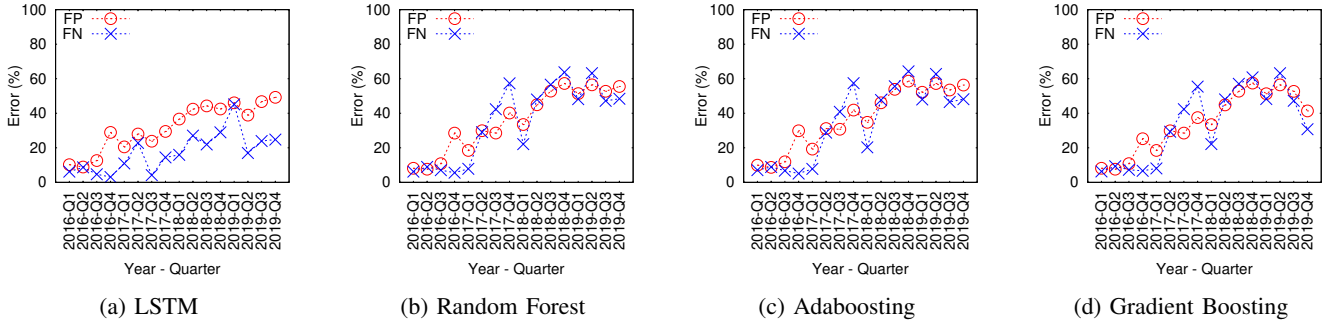 FP
FN
100
80
60
40
20
0
Error (%)
2016-Q1
2016-Q2
2016-Q3
2016-Q4
2017-Q1
2017-Q2
2017-Q3
2017-Q4
2018-Q1
2018-Q2
2018-Q3
2018-Q4
2019-Q1
2019-Q2
2019-Q3
2019-Q4
Year - Quarter
(a) LSTM
FP
FN
100
80
60
40
20
0
Error (%)
2016-Q1
2016-Q2
2016-Q3
2016-Q4
2017-Q1
2017-Q2
2017-Q3
2017-Q4
2018-Q1
2018-Q2
2018-Q3
2018-Q4
2019-Q1
2019-Q2
2019-Q3
2019-Q4
Year - Quarter
(b) Random Forest
FP
FN
100
80
60
40
20
0
Error (%)
2016-Q1
2016-Q2
2016-Q3
2016-Q4
2017-Q1
2017-Q2
2017-Q3
2017-Q4
2018-Q1
2018-Q2
2018-Q3
2018-Q4
2019-Q1
2019-Q2
2019-Q3
2019-Q4
Year - Quarter
(c) Adaboosting
FP
FN
100
80
60
40
20
0
Error (%)
2016-Q1
2016-Q2
2016-Q3
2016-Q4
2017-Q1
2017-Q2
2017-Q3
2017-Q4
2018-Q1
2018-Q2
2018-Q3
2018-Q4
2019-Q1
2019-Q2
2019-Q3
2019-Q4
Year - Quarter
(d) Gradient Boosting